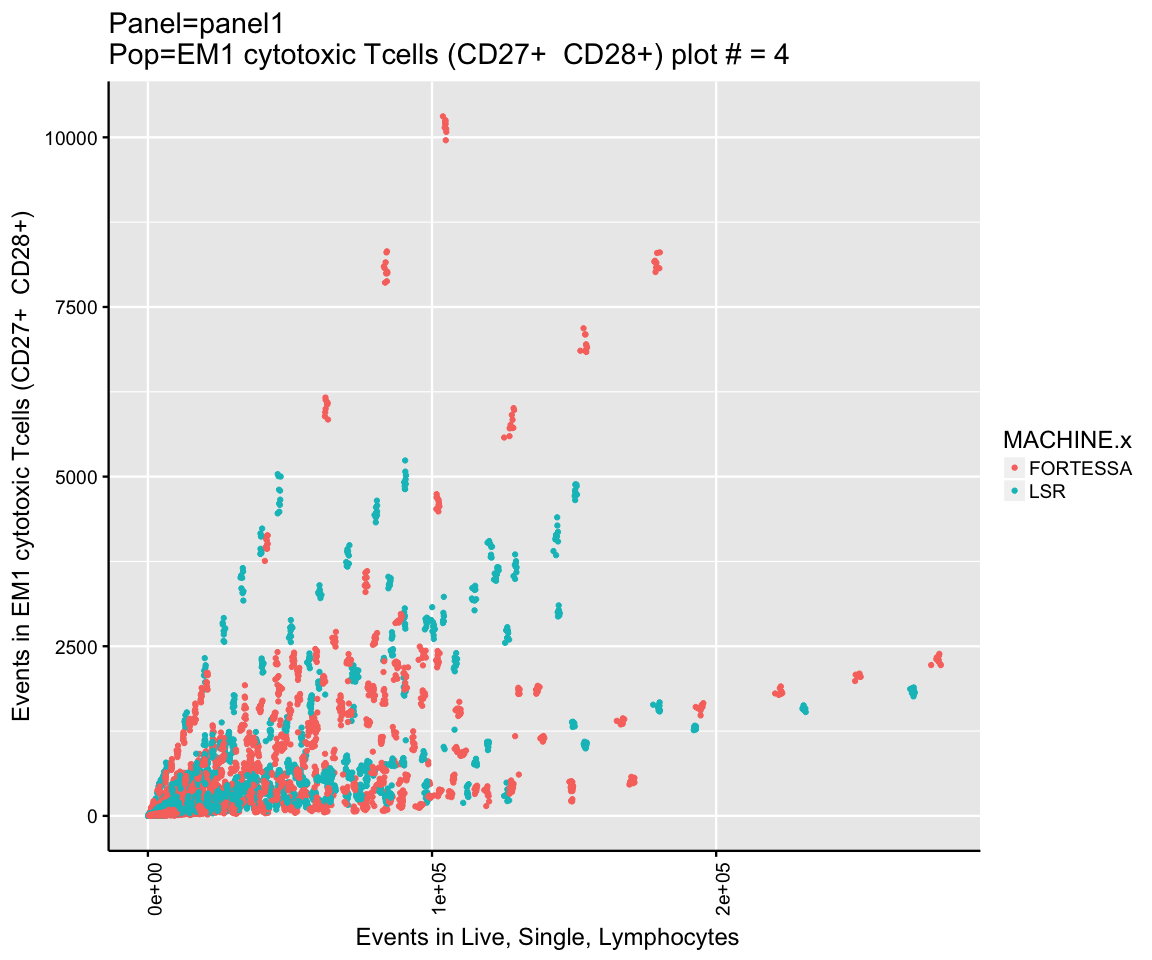 Panel=panel1
Pop=EM1 cytotoxic Tcells (CD27+  CD28+) plot # = 4
Events in EM1 cytotoxic Tcells (CD27+  CD28+)
10000
7500
5000
2500
0
0e+00
1e+05
2e+05
Events in Live, Single, Lymphocytes
MACHINE.x
FORTESSA
LSR